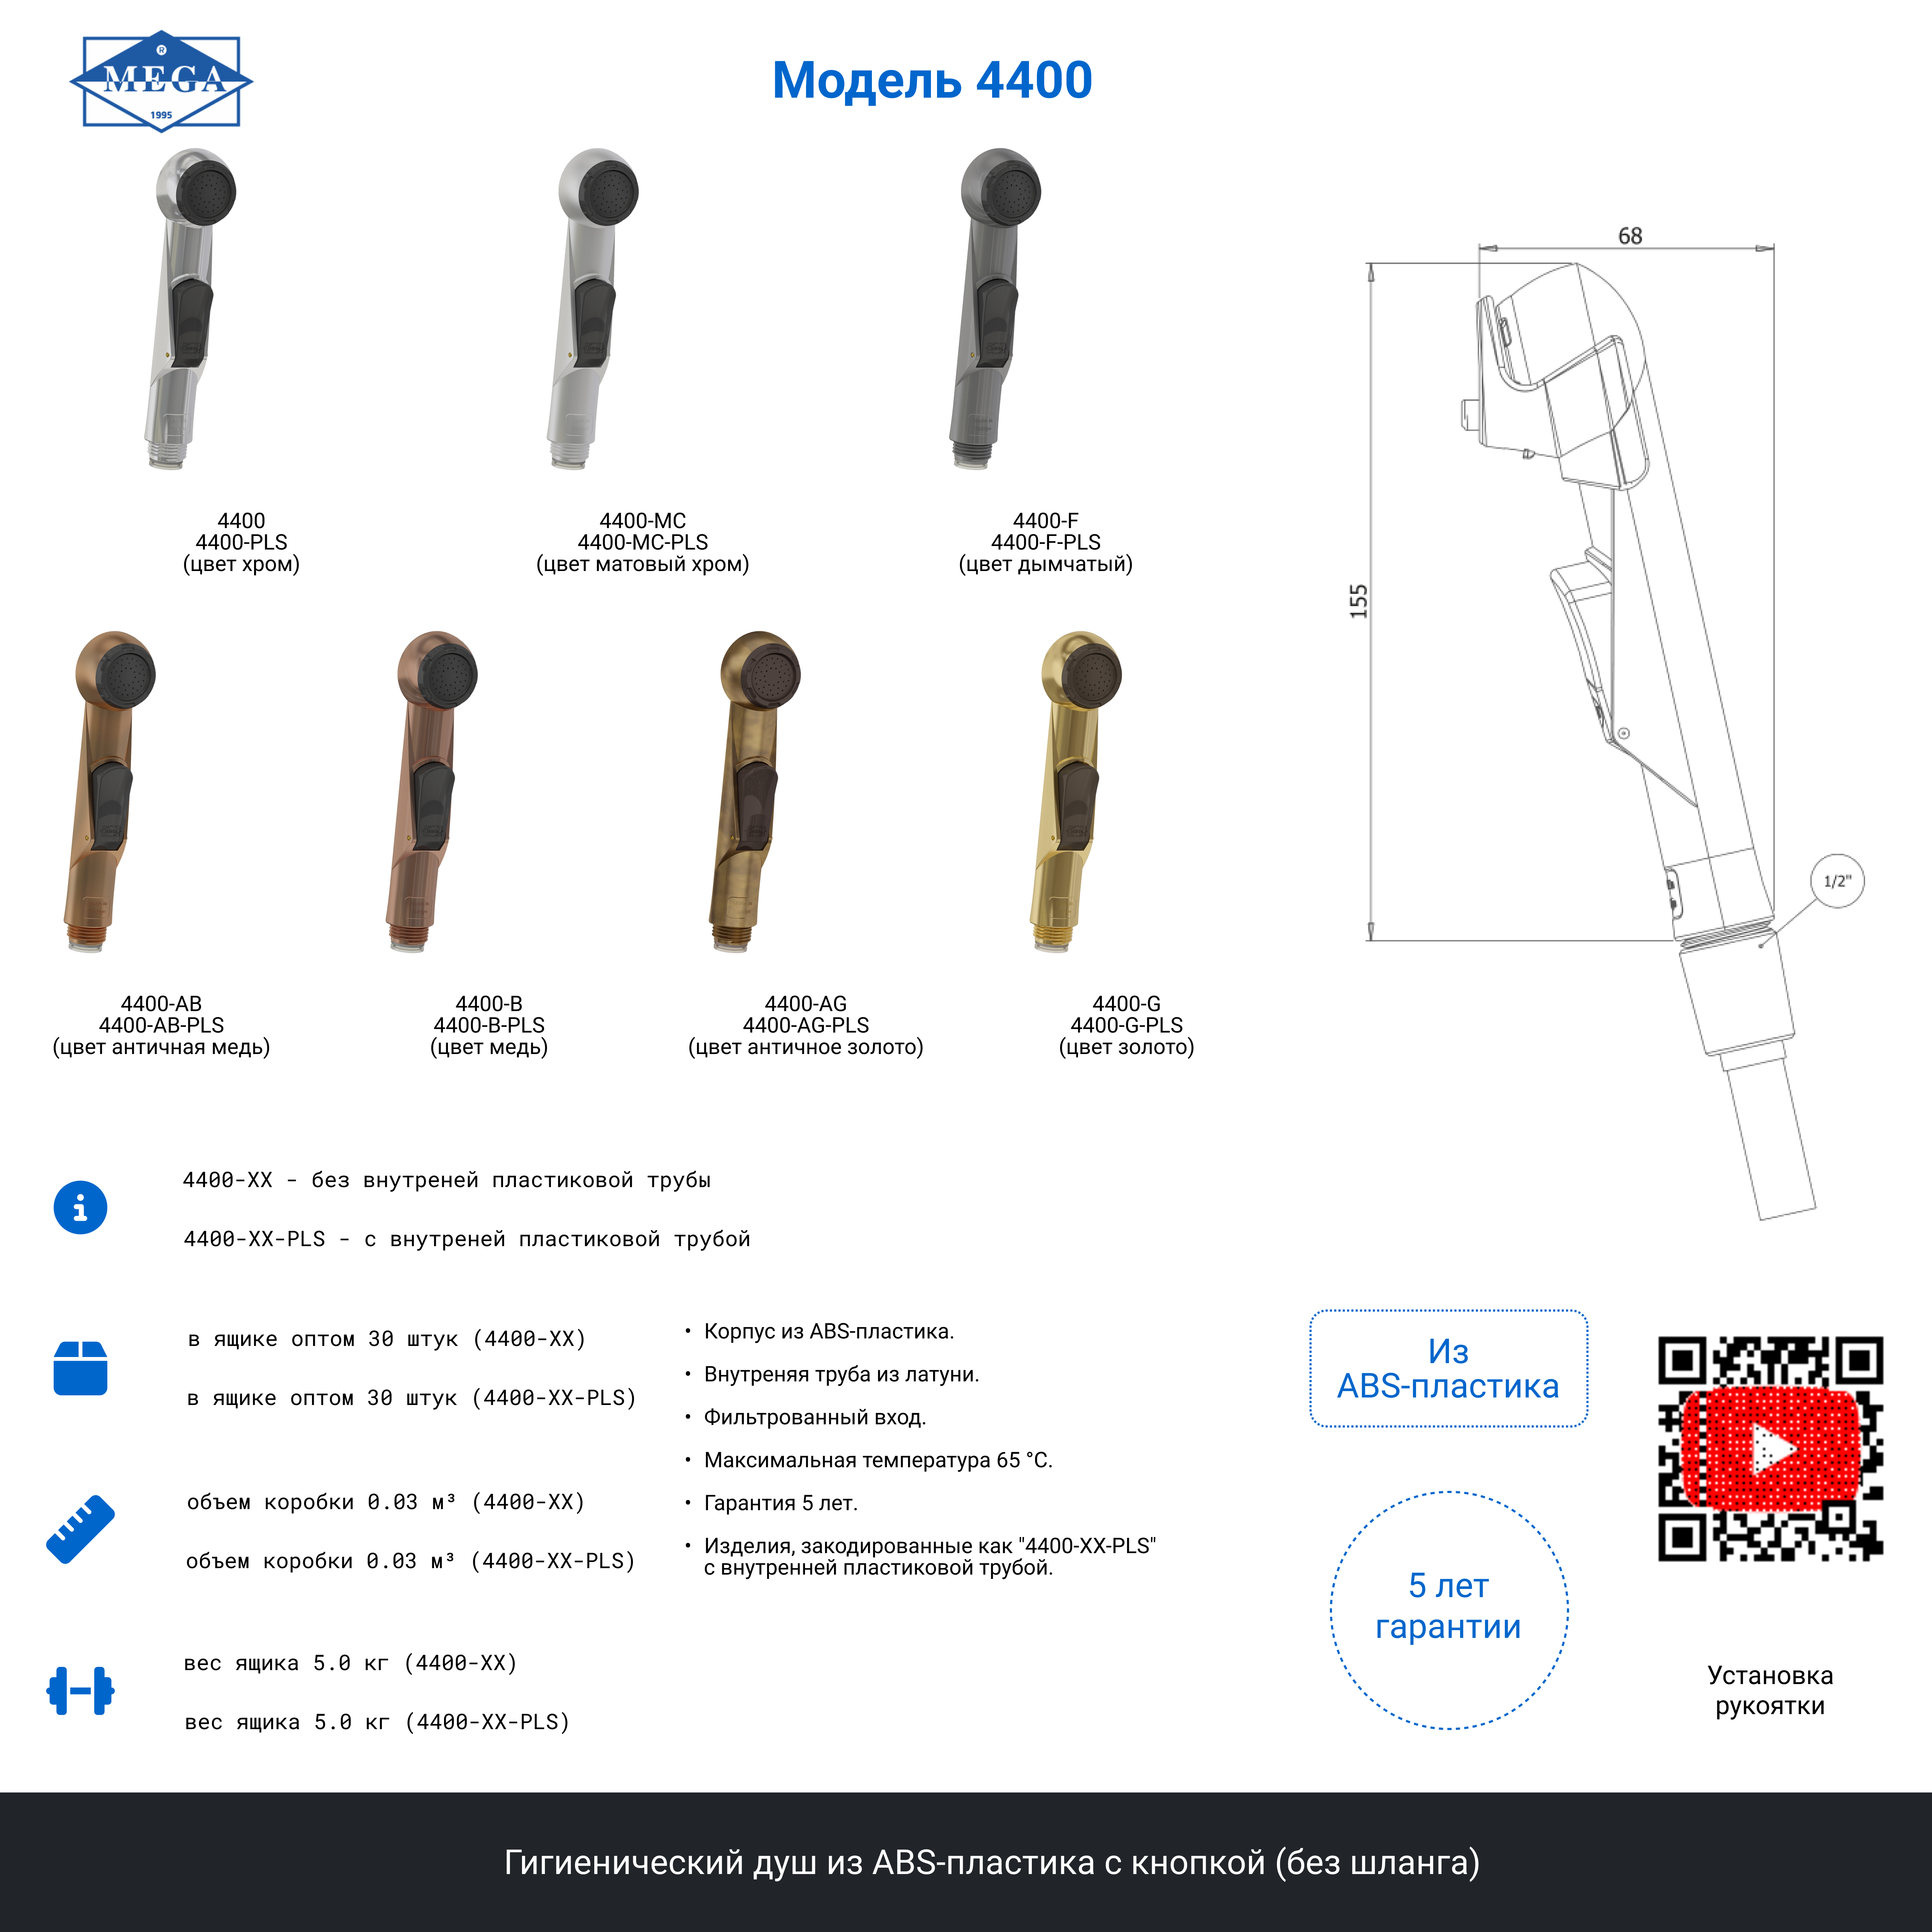 MEGA
®
1995
Модель 4400
4400
4400-PLS
(цвет хром)
4400-MC
4400-MC-PLS
(цвет матовый хром)
4400-F
4400-F-PLS
(цвет дымчатый)
4400-AB
4400-AB-PLS
(цвет античная медь)
4400-B
4400-B-PLS
(цвет медь)
4400-AG
4400-AG-PLS
(цвет античное золото)
4400-G
4400-G-PLS
(цвет золото)
68
155
1/2"
4400-XX - без внутреней пластиковой трубы
4400-XX-PLS - с внутреней пластиковой трубой
в ящике оптом 30 штук (4400-XX)
в ящике оптом 30 штук (4400-XX-PLS)
объем коробки 0.03 м³ (4400-XX)
объем коробки 0.03 м³ (4400-XX-PLS)
вес ящика 5.0 кг (4400-XX)
вес ящика 5.0 кг (4400-XX-PLS)
• Корпус из ABS-пластика.
• Внутреняя труба из латуни.
• Фильтрованный вход.
• Максимальная температура 65 °C.
• Гарантия 5 лет.
• Изделия, закодированные как "4400-XX-PLS"
с внутренней пластиковой трубой.
Из
ABS-пластика
5 лет
гарантии
Установка
рукоятки
Гигиенический душ из ABS-пластика с кнопкой (без шланга)